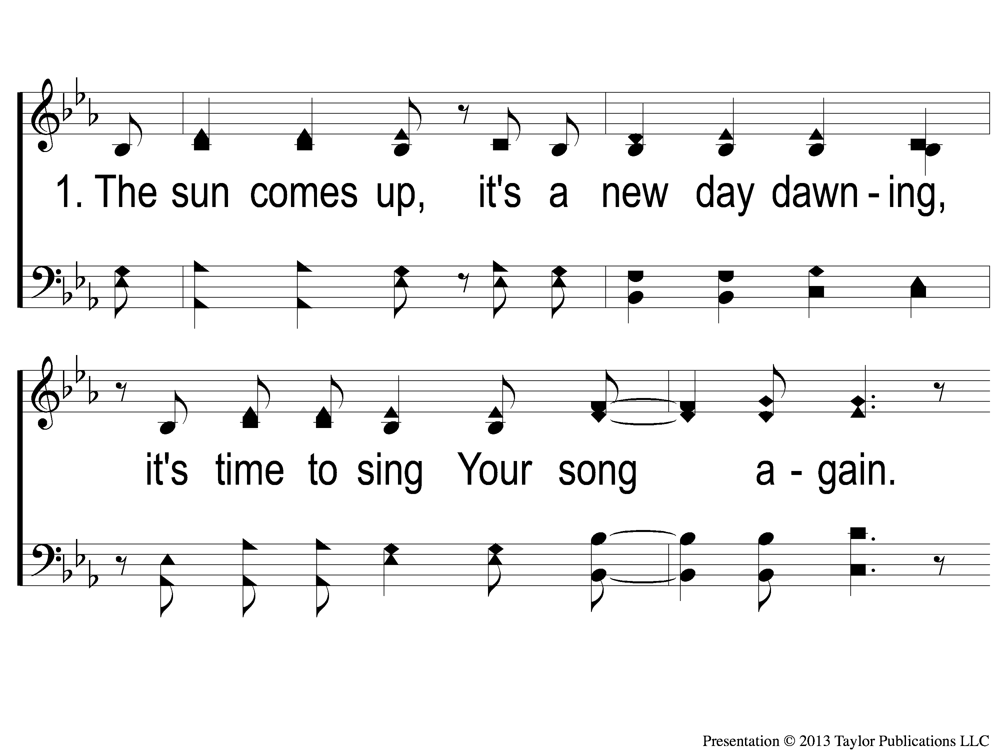 1. The sun comes up, it's a new day dawn - ing,
it's time to sing Your song a - gain.
Presentation © 2013 Taylor Publications LLC